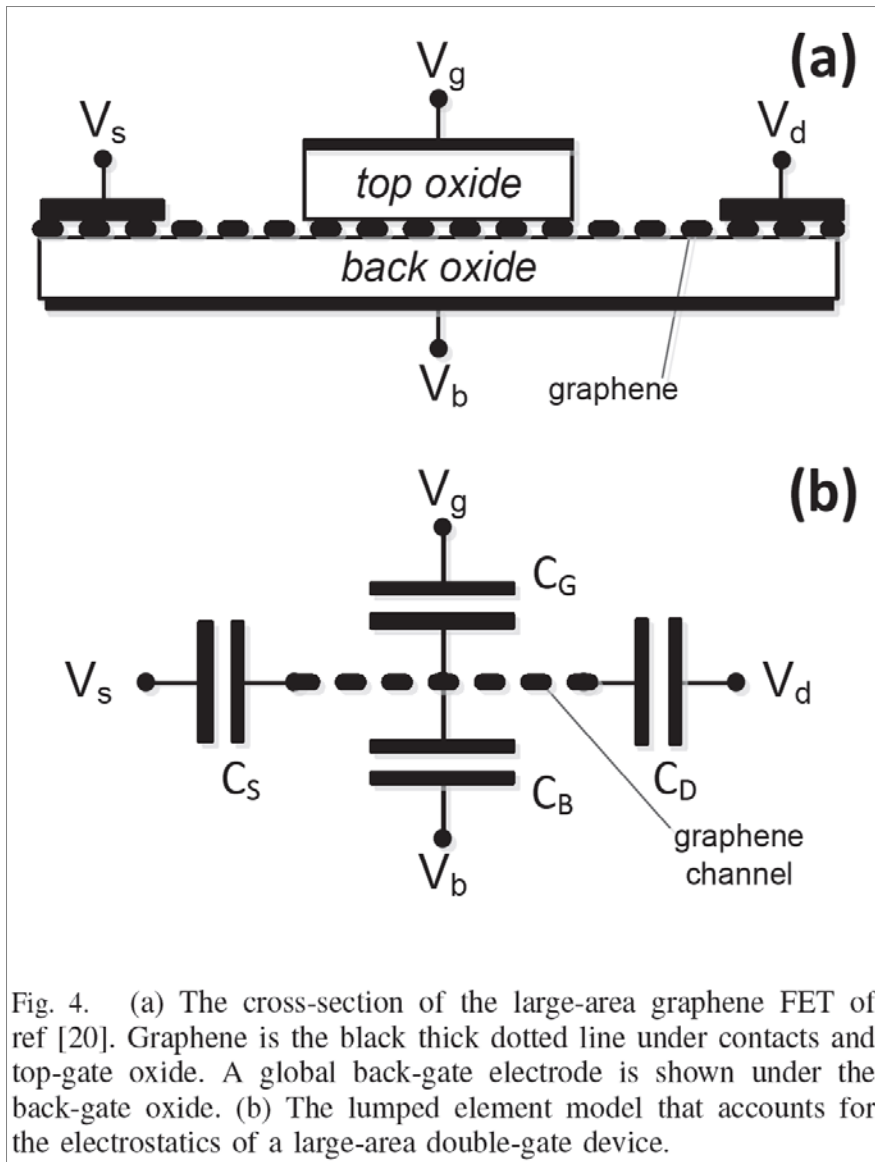 (a)
Vg
Vs
Vd
top oxide
back oxide
Vb
graphene
(b)
Vg
CG
Vs
Vd
CS
CB
CD
Vb
graphene
channel
Fig. 4. (a) The cross-section of the large-area graphene FET of
ref [20]. Graphene is the black thick dotted line under contacts and
top-gate oxide. A global back-gate electrode is shown under the
back-gate oxide. (b) The lumped element model that accounts for
the electrostatics of a large-area double-gate device.